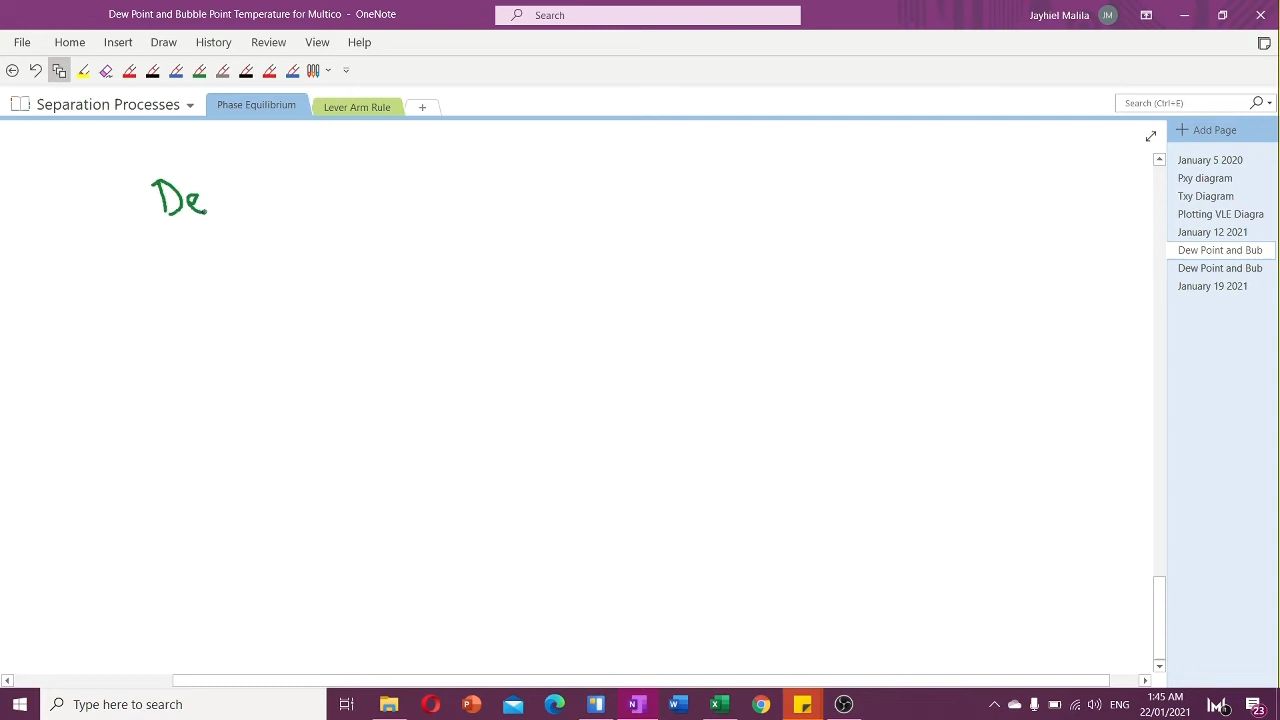 Dew Point and Bubble Point Temperature for Multico - OneNote
Search
Jayhiel Malila
JM
File Home Insert Draw History Review View Help
Separation Processes
Phase Equilibrium
Lever Arm Rule
Search (Ctrl+E)
Add Page
January 5 2020
Pxy diagram
Txy Diagram
Plotting VLE Diagra
January 12 2021
Dew Point and Bub
Dew Point and Bub
January 19 2021
De
Type here to search
ENG
1:45 AM
22/01/2021
23